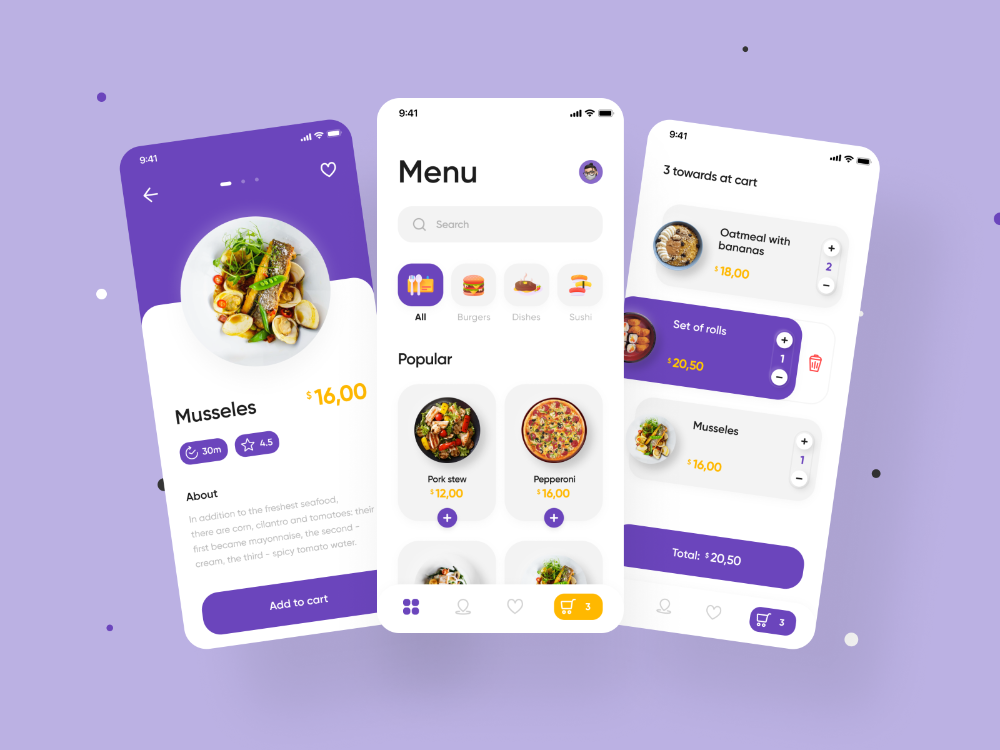 9:41
Musseles
$16,00
30m
4.5
About
In addition to the freshest seafood,
there are corn, cilantro and tomatoes: their
first became mayonnaise, the second -
cream, the third - spicy tomato water.
Add to cart
9:41
Menu
Search
All
Burgers
Dishes
Sushi
Popular
Pork stew
$12,00
Pepperoni
$16,00
3
9:41
3 towards at cart
Oatmeal with
bananas
$18,00
2
Set of rolls
$20,50
1
Musseles
$16,00
1
Total: $20,50
3